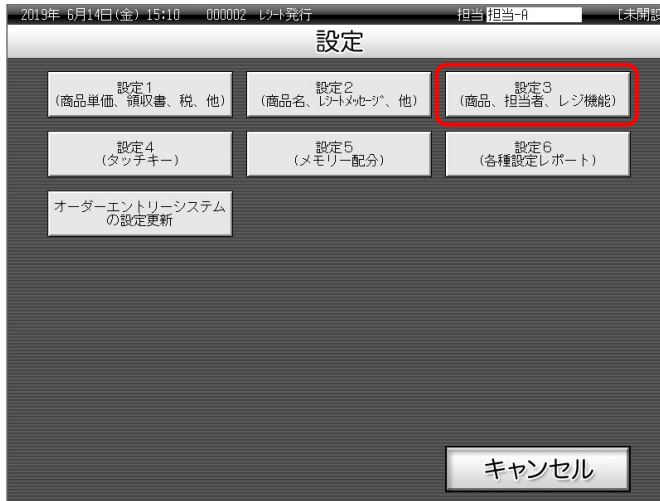 2019年 6月14日(金) 15:10 000002 ﾚｼｰﾄ発行 担当 担当-A [未開設
設定
設定1 設定2 設定3
(商品単価、領収書、税、他) (商品名、ﾚｼｰﾄﾒｯｾｰｼﾞ、他) (商品、担当者、レジ機能)
設定4 設定5 設定6
(タッチキー) (メモリー配分) (各種設定レポート)
オーダーエントリーシステム
の設定更新
キャンセル